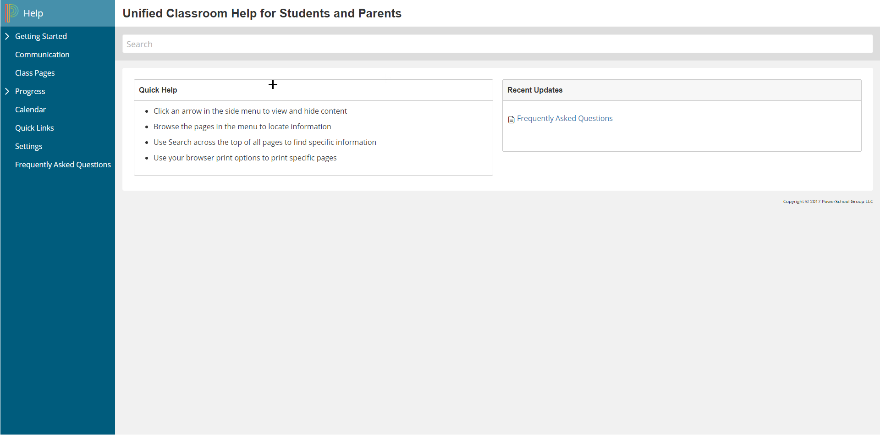 Help
Unified Classroom Help for Students and Parents
Getting Started
Communication
Class Pages
Progress
Calendar
Quick Links
Settings
Frequently Asked Questions
Search
Quick Help
Click an arrow in the side menu to view and hide content
Browse the pages in the menu to locate information
Use Search across the top of all pages to find specific information
Use your browser print options to print specific pages
Recent Updates
Frequently Asked Questions
Copyright PowerSchool Group LLC